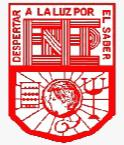 DESPERTAR A LA LUZ POR EL SABER
ENP